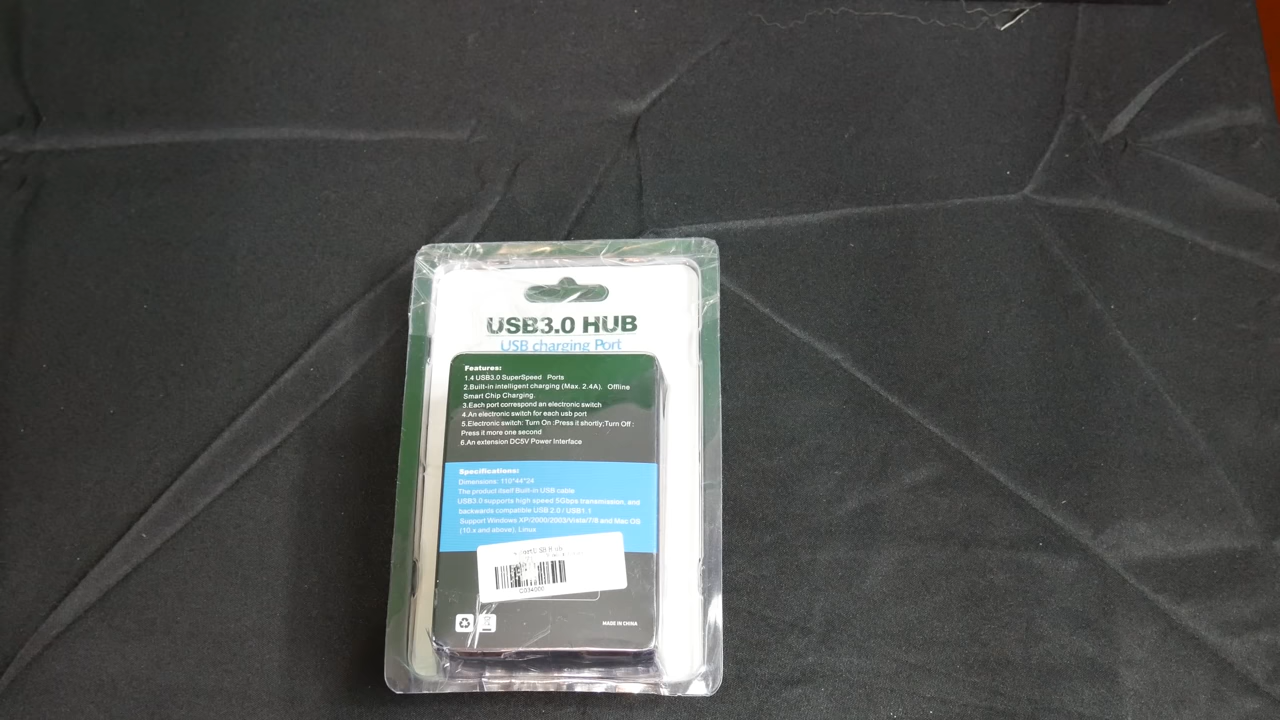 USB3.0 HUB
USB charging Port
Features:
1.4 USB3.0 SuperSpeed Ports
2.Built-in intelligent charging (Max. 2.4A). Offline
Smart Chip Charging.
3.Each port correspond an electronic switch
4.An electronic switch for each usb port
5.Electronic switch: Turn On :Press it shortly;Turn Off :
Press it more one second
6.An extension DC5V Power Interface
Specifications:
Dimensions: 110*44*24
The product itself Built-in USB cable
USB3.0 supports high speed 5Gbps transmission, and
backwards compatible USB 2.0 / USB1.1
Support Windows XP/2000/2003/Vista/7/8 and Mac OS
(10.x and above), Linux
MADE IN CHINA